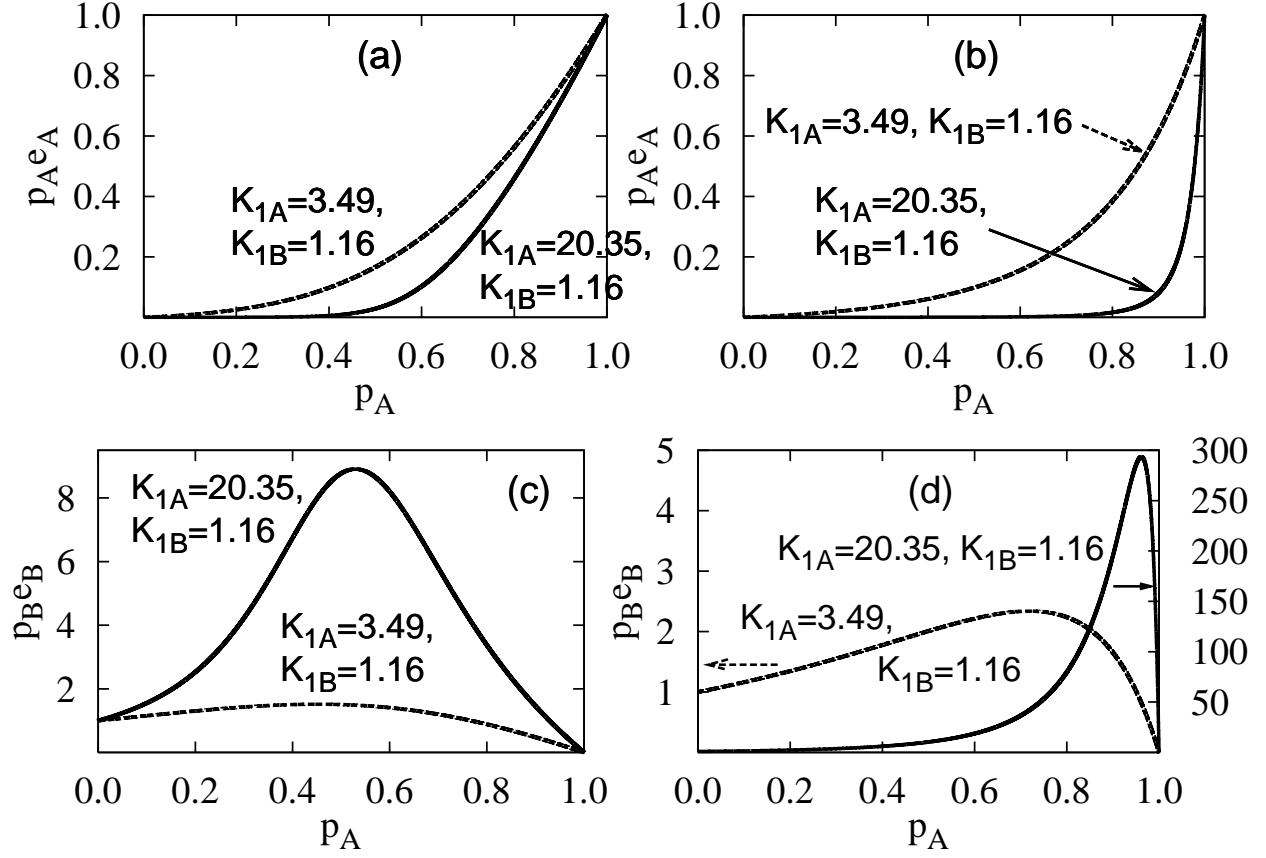 1.0
0.8
0.6
0.4
0.2
p_Ae_A
(a)
K_1A=3.49,
K_1B=1.16
K_1A=20.35,
K_1B=1.16
0.0 0.2 0.4 0.6 0.8 1.0
p_A
1.0
0.8
0.6
0.4
0.2
p_Ae_A
(b)
K_1A=3.49, K_1B=1.16
K_1A=20.35,
K_1B=1.16
0.0 0.2 0.4 0.6 0.8 1.0
p_A
8
6
4
2
p_Be_B
K_1A=20.35,
K_1B=1.16
(c)
K_1A=3.49,
K_1B=1.16
0.0 0.2 0.4 0.6 0.8 1.0
p_A
5
4
3
2
1
p_Be_B
(d)
K_1A=20.35, K_1B=1.16
K_1A=3.49,
K_1B=1.16
300
250
200
150
100
50
0.0 0.2 0.4 0.6 0.8 1.0
p_A